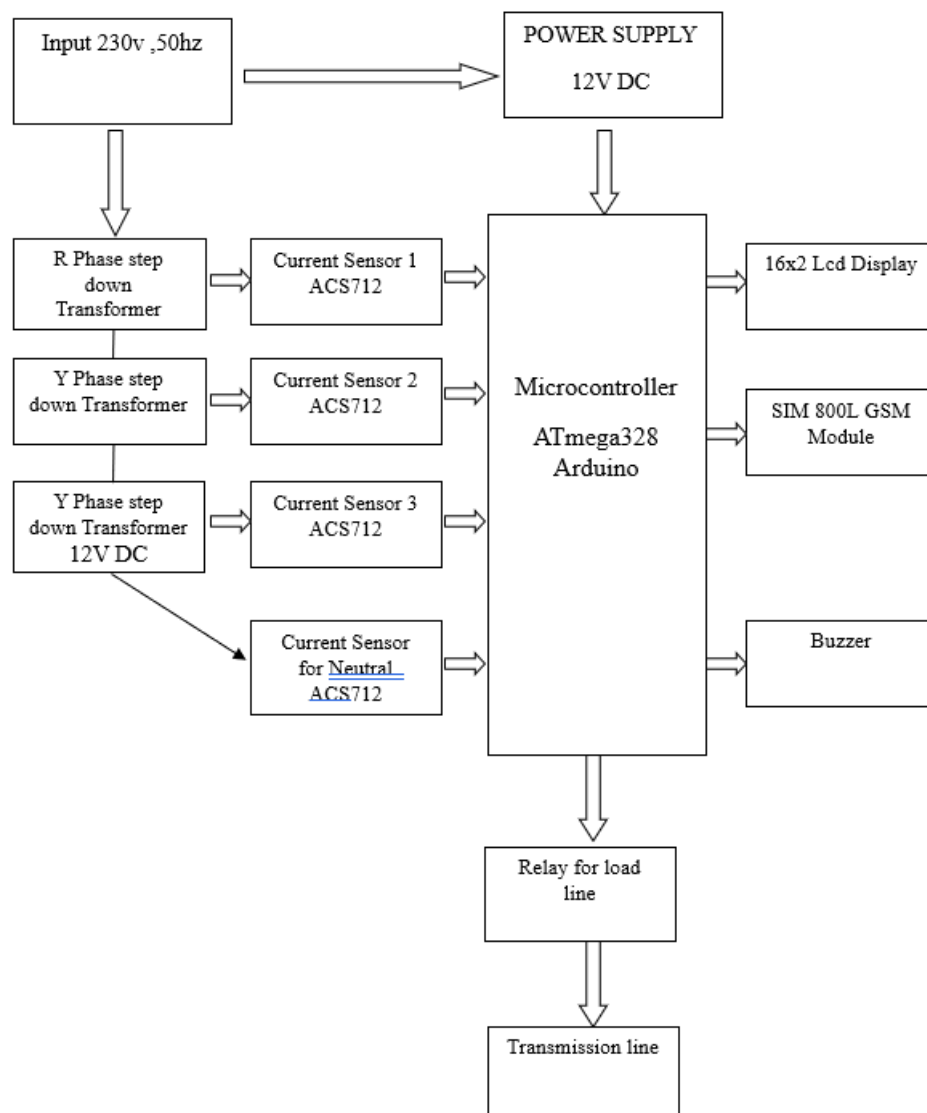 Input 230v ,50hz
POWER SUPPLY
12V DC
R Phase step
down
Transformer
Current Sensor 1
ACS712
16x2 Lcd Display
Y Phase step
down Transformer
Current Sensor 2
ACS712
Microcontroller
ATmega328
Arduino
SIM 800L GSM
Module
Y Phase step
down Transformer
12V DC
Current Sensor 3
ACS712
Current Sensor
for Neutral
ACS712
Buzzer
Relay for load
line
Transmission line